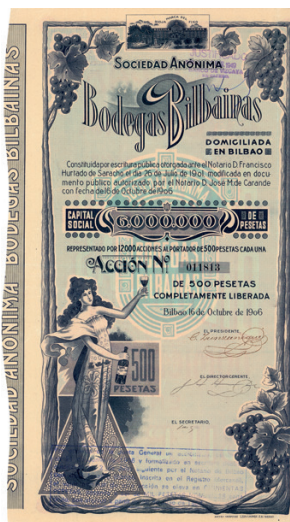 SOCIEDAD ANÓNIMA
Bodegas Bilbaínas
DOMICILIADA
EN BILBAO
Constituida por escritura pública otorgada ante el Notario D. Francisco
Hurtado de Saracho el dia 26 de Julio de 1901 modificada en docu
mento público autorizado por el Notario D. José M. de Carande
con fecha de 16 de Octubre de 1906
CAPITAL SOCIAL 6.000.000 DE PESETAS
REPRESENTADO POR 12000 ACCIONES AL PORTADOR DE 500 PESETAS CADA UNA
Acción Nº 011813
DE 500 PESETAS
COMPLETAMENTE LIBERADA
Bilbao 16 de Octubre de 1906
EL PRESIDENTE,
EL DIRECTOR GERENTE,
500
PESETAS
EL SECRETARIO,
SOCIEDAD ANONIMA BODEGAS BILBAINAS